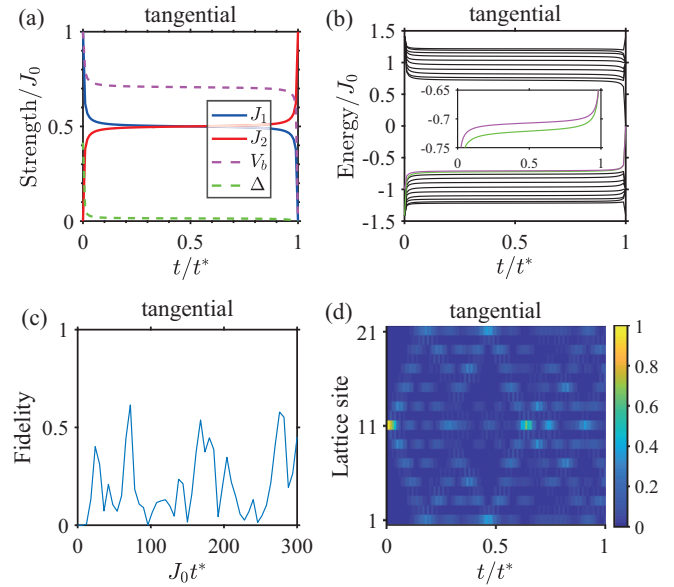 (a) tangential
Strength/J₀
1
0.5
0
0 0.5 1
t/t*
J₁
J₂
V_b
Δ
(b) tangential
Energy/J₀
1.5
1
0.5
0
-0.5
-1
-1.5
0 0.5 1
t/t*
-0.65
-0.7
-0.75
0 0.5 1
(c) tangential
Fidelity
1
0.5
0
0 100 200 300
J₀t*
(d) tangential
Lattice site
21
11
1
0 0.5 1
t/t*
1
0.8
0.6
0.4
0.2
0